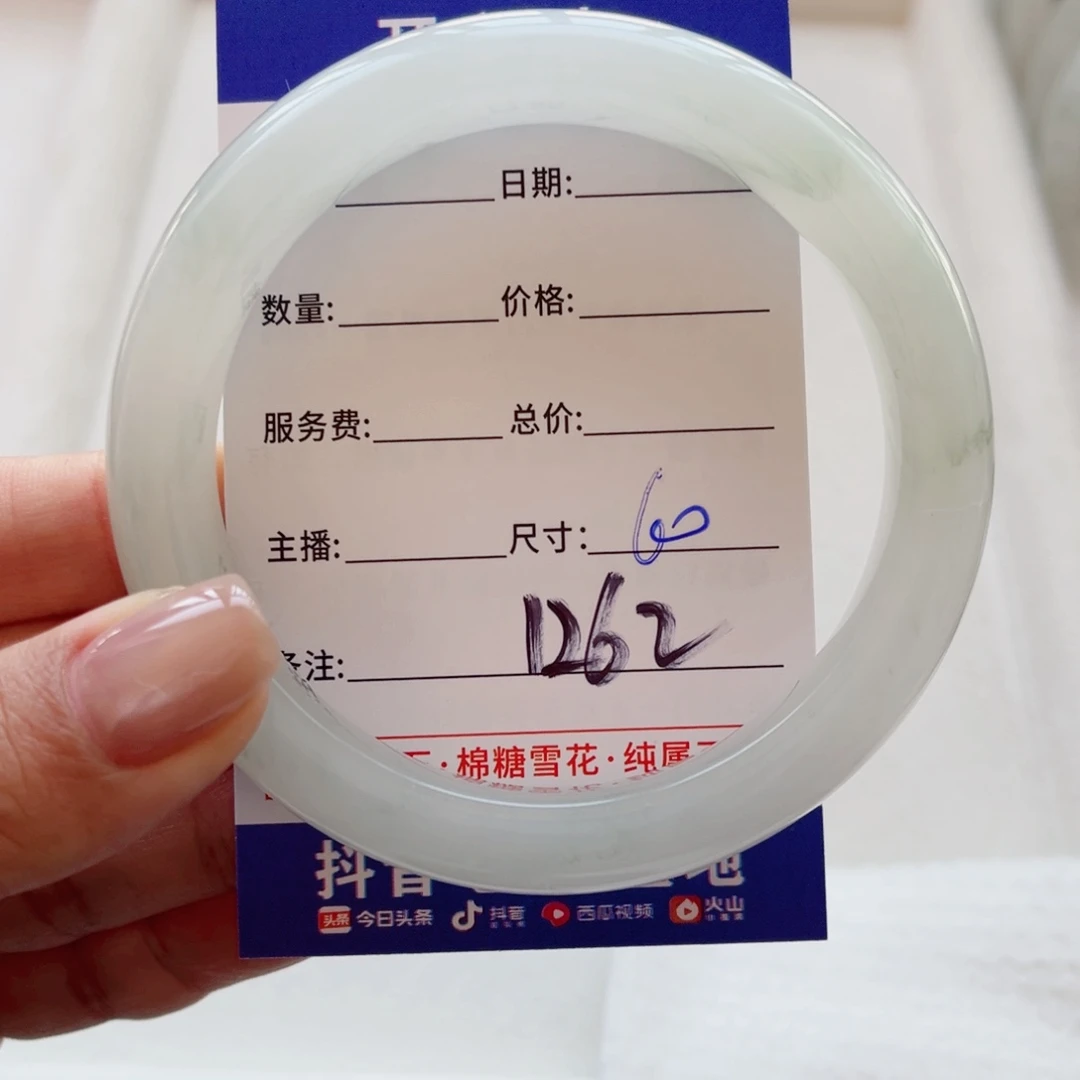 日期:
数量: 价格:
服务费: 总价:
主播: 尺寸: 60
注: 1262
·棉糖雪花·纯属
抖音
头条 今日头条 抖音 西瓜视频 火山